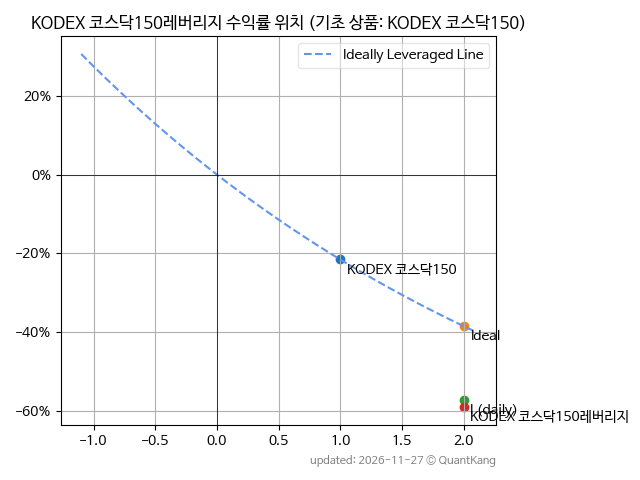 KODEX 코스닥150레버리지 수익률 위치 (기초 상품: KODEX 코스닥150)
Ideally Leveraged Line
20%
0%
−20%
−40%
−60%
KODEX 코스닥150
Ideal
(daily)
KODEX 코스닥150레버리지
−1.0 −0.5 0.0 0.5 1.0 1.5 2.0
updated: 2026-11-27 © QuantKang